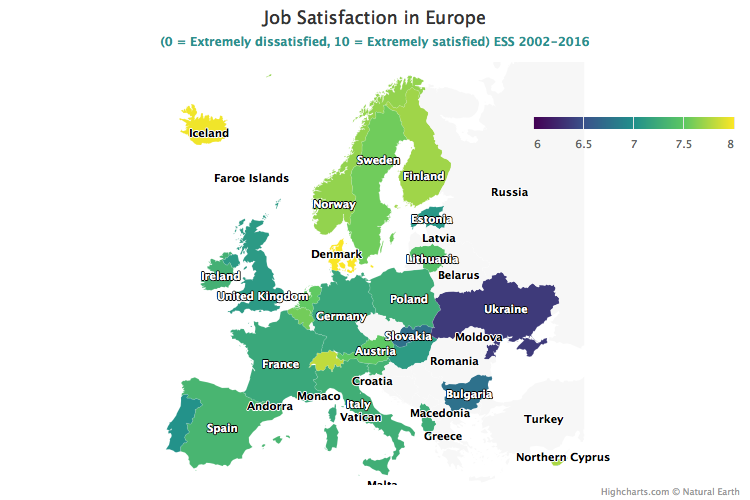 Job Satisfaction in Europe
(0 = Extremely dissatisfied, 10 = Extremely satisfied) ESS 2002-2016
6 6.5 7 7.5 8
Iceland
Sweden
Faroe Islands
Finland
Russia
Norway
Estonia
Latvia
Denmark
Lithuania
Ireland
Belarus
United Kingdom
Poland
Germany
Ukraine
Slovakia
Moldova
Austria
Romania
France
Croatia
Monaco
Bulgaria
Andorra
Italy
Vatican
Macedonia
Turkey
Spain
Greece
Northern Cyprus
Malta
Highcharts.com © Natural Earth